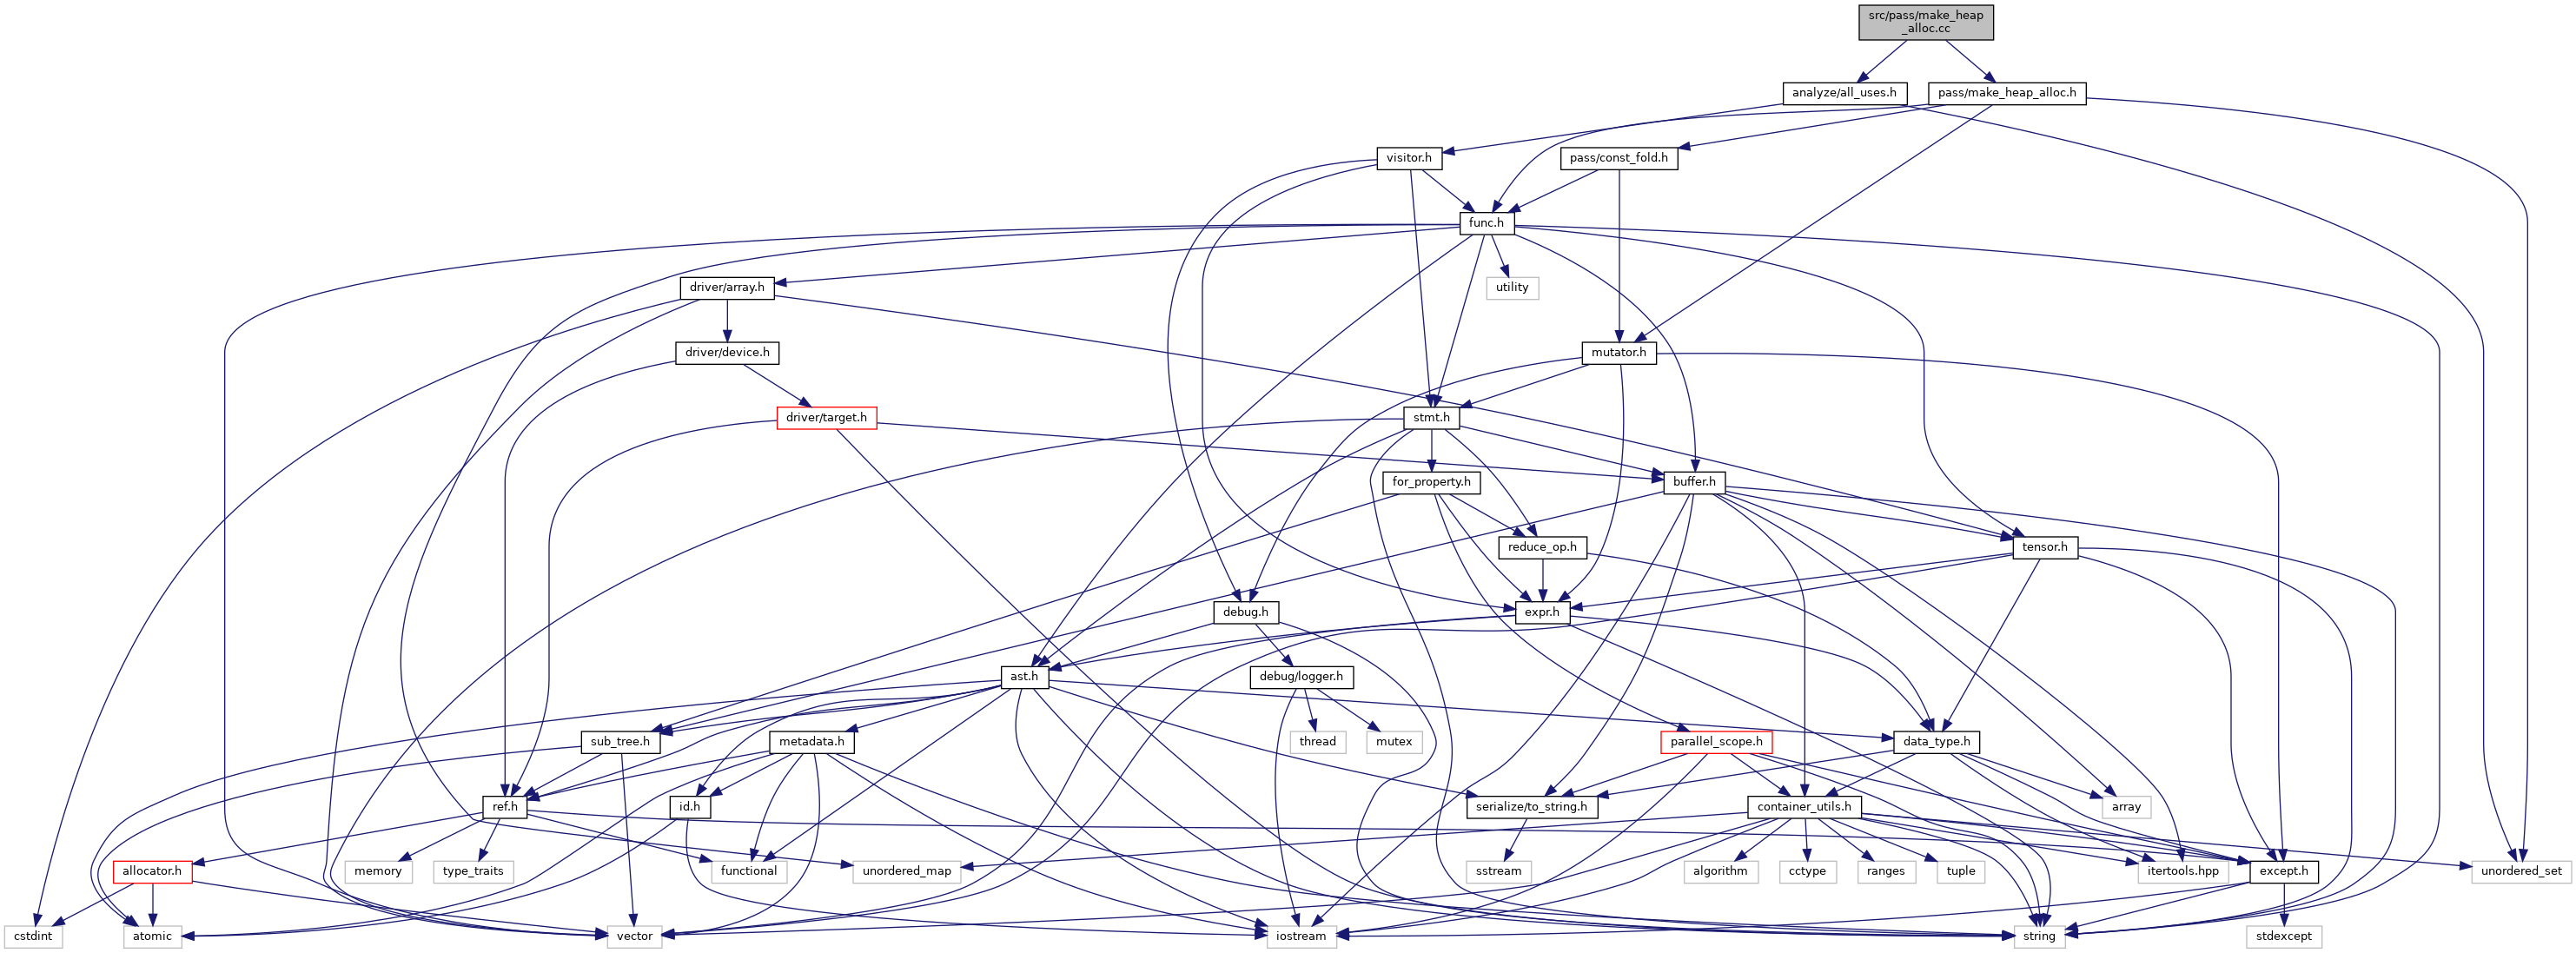 src/pass/make_heap
_alloc.cc
analyze/all_uses.h
pass/make_heap_alloc.h
visitor.h
pass/const_fold.h
func.h
driver/array.h
utility
driver/device.h
mutator.h
driver/target.h
stmt.h
for_property.h
buffer.h
reduce_op.h
tensor.h
debug.h
expr.h
ast.h
debug/logger.h
sub_tree.h
metadata.h
thread
mutex
parallel_scope.h
data_type.h
ref.h
id.h
serialize/to_string.h
container_utils.h
array
allocator.h
memory
type_traits
functional
unordered_map
sstream
algorithm
cctype
ranges
tuple
itertools.hpp
except.h
unordered_set
cstdint
atomic
vector
iostream
string
stdexcept